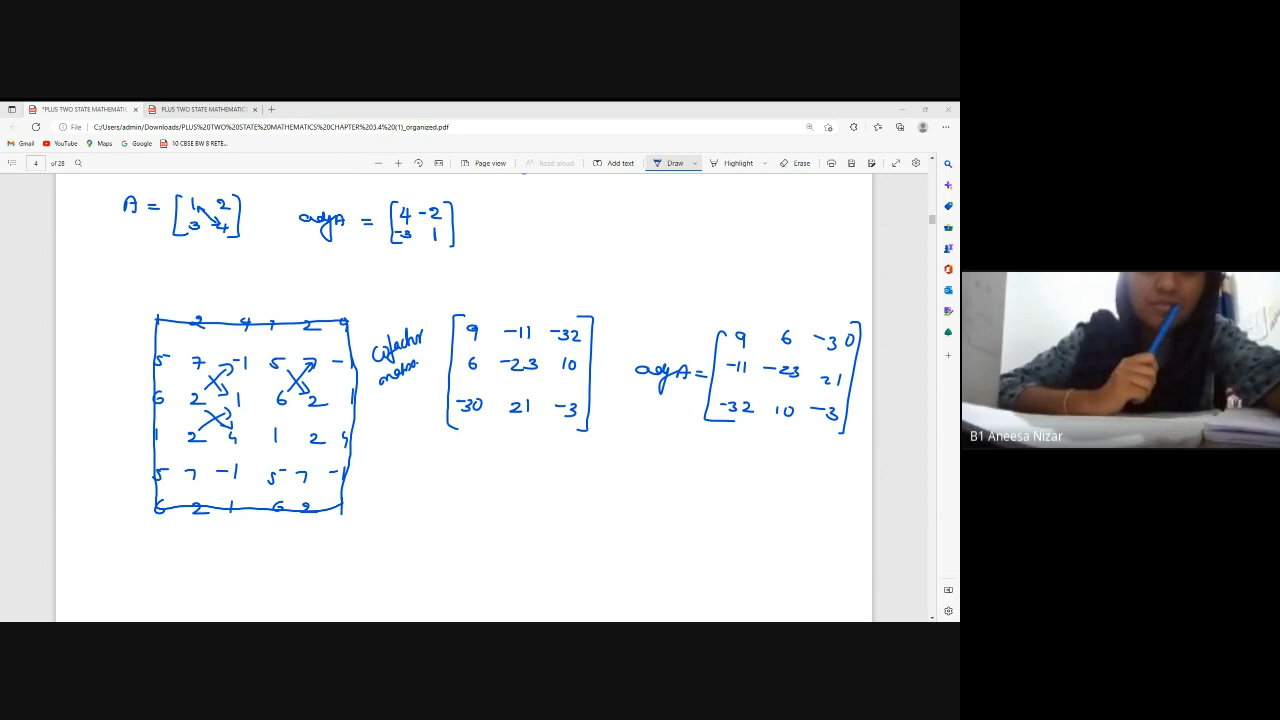 *PLUS TWO STATE MATHEMATIC
PLUS TWO STATE MATHEMATIC
File
C:/Users/admin/Downloads/PLUS%20TWO%20STATE%20MATHEMATICS%20CHAPTER%203.4%20(1)_organized.pdf
Gmail YouTube Maps Google 10 CBSE BW 8 RETE...
4 of 28 Page view Read aloud Add text Draw Highlight Erase
A = [ 1 2
3 4 ]
adj A = [ 4 -2
-3 1 ]
1 2 4 1 2 4
5 7 -1 5 7 -1
6 2 1 6 2 1
1 2 4 1 2 4
5 7 -1 5 7 -1
6 2 1 6 2 1
Cofactor
9 -11 -32
6 -23 10
-30 21 -3
adj A =
9 6 -30
-11 -23 21
-32 10 -3
B1 Aneesa Nizar